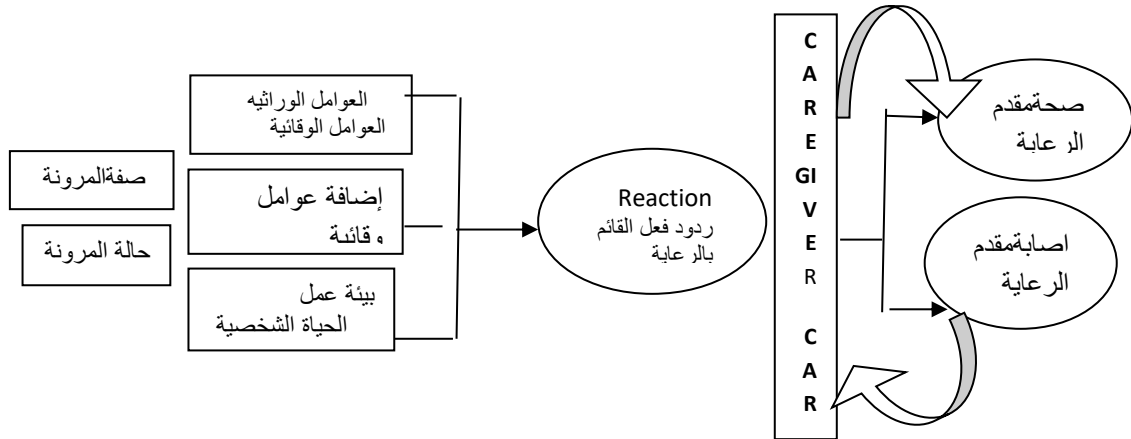 صفةالمرونة
حالة المرونة
العوامل الوراثيه
العوامل الوقائية
إضافة عوامل
وقائية
بيئة عمل
الحياة الشخصية
Reaction
ردود فعل القائم
بالرعاية
C
A
R
E
GI
V
E
R
C
A
R
صحةمقدم
الرعاية
اصابةمقدم
الرعاية